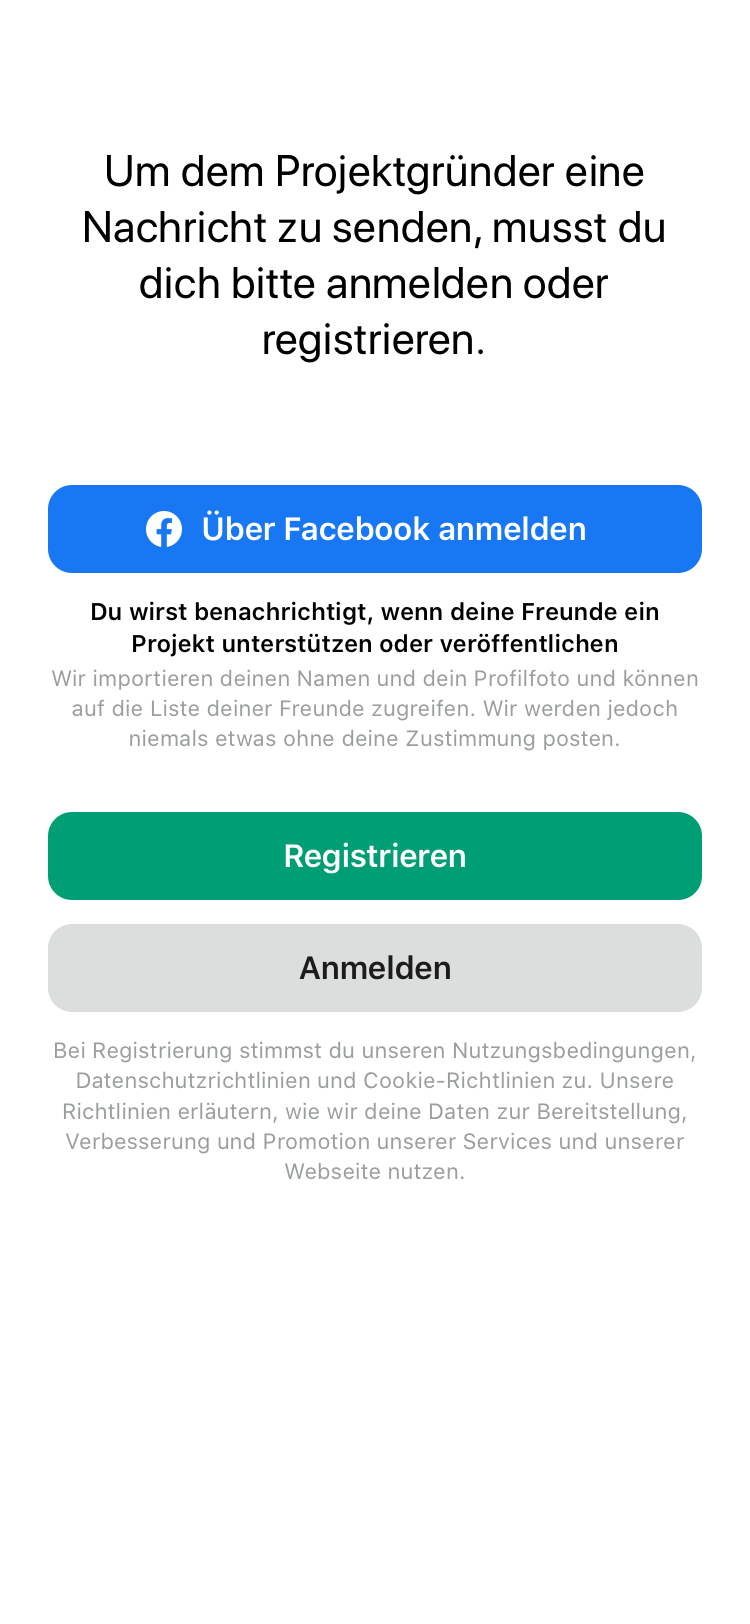 Um dem Projektgründer eine
Nachricht zu senden, musst du
dich bitte anmelden oder
registrieren.
Über Facebook anmelden
Du wirst benachrichtigt, wenn deine Freunde ein
Projekt unterstützen oder veröffentlichen
Wir importieren deinen Namen und dein Profilfoto und können
auf die Liste deiner Freunde zugreifen. Wir werden jedoch
niemals etwas ohne deine Zustimmung posten.
Registrieren
Anmelden
Bei Registrierung stimmst du unseren Nutzungsbedingungen,
Datenschutzrichtlinien und Cookie-Richtlinien zu. Unsere
Richtlinien erläutern, wie wir deine Daten zur Bereitstellung,
Verbesserung und Promotion unserer Services und unserer
Webseite nutzen.